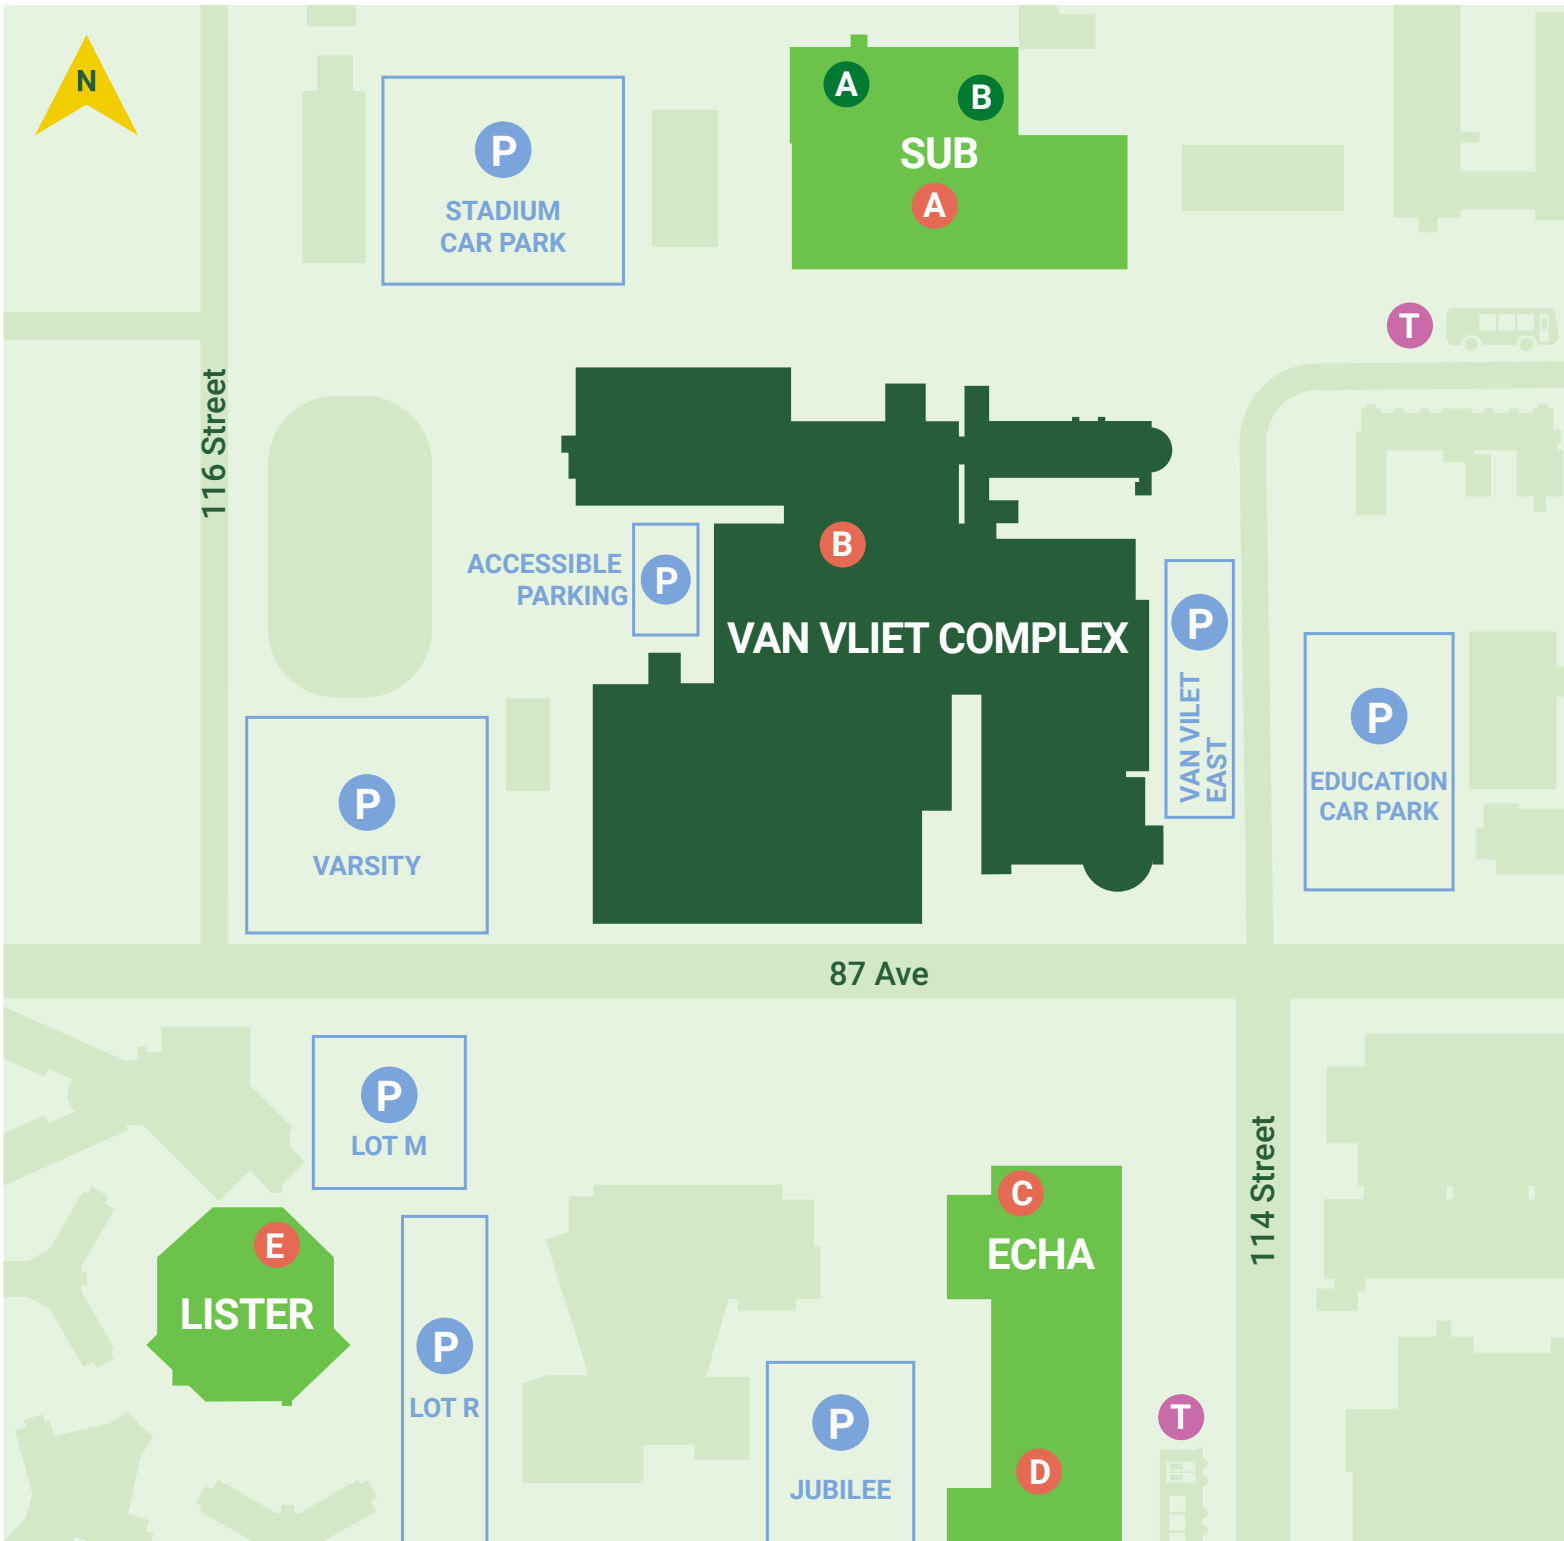 N
A
B
SUB
A
P
STADIUM
CAR PARK
T
116 Street
B
ACCESSIBLE
PARKING
P
VAN VLIET COMPLEX
P
VAN VILET
EAST
P
EDUCATION
CAR PARK
P
VARSITY
87 Ave
P
LOT M
114 Street
C
ECHA
E
LISTER
P
LOT R
P
JUBILEE
D
T